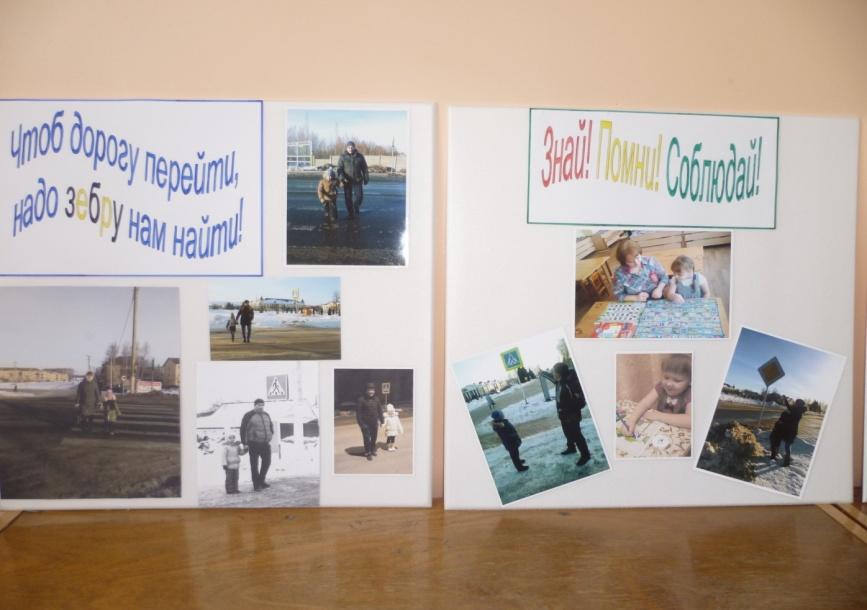 Чтоб дорогу перейти,
надо зебру нам найти!
Знай! Помни! Соблюдай!